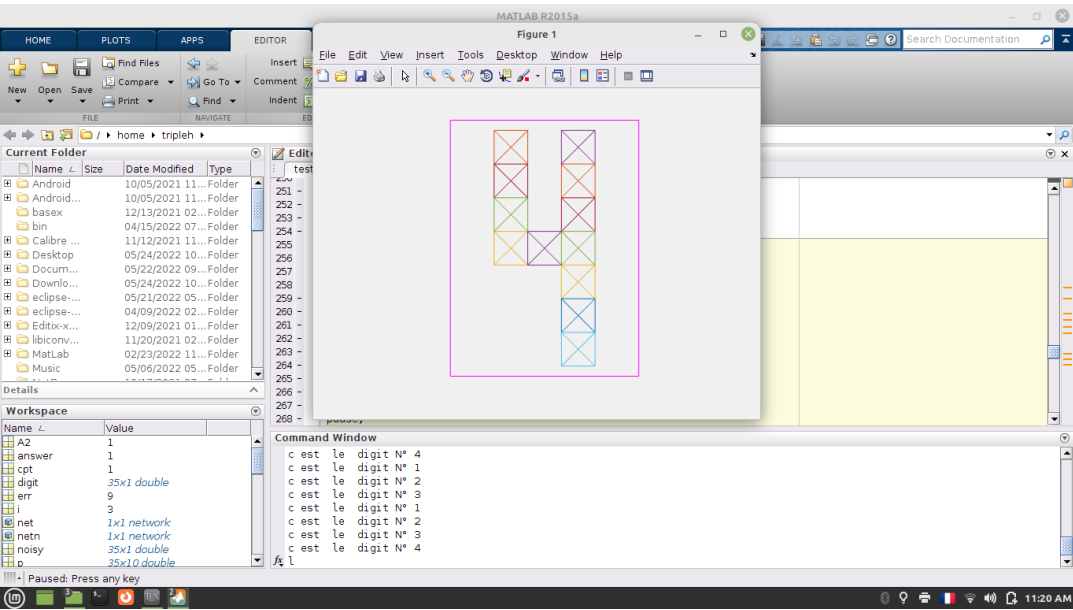 MATLAB R2015a
HOME PLOTS APPS EDITOR
Search Documentation
Figure 1
File Edit View Insert Tools Desktop Window Help
New Open Save
Find Files
Compare
Print
Go To
Find
Insert
Comment
Indent
FILE NAVIGATE
/ home tripleh
Current Folder
Name Size Date Modified Type
Android 10/05/2021 11... Folder
Android... 10/05/2021 11... Folder
basex 12/13/2021 02... Folder
bin 04/15/2022 07... Folder
Calibre ... 11/12/2021 11... Folder
Desktop 05/24/2022 10... Folder
Docum... 05/22/2022 09... Folder
Downlo... 05/24/2022 10... Folder
eclipse-... 05/21/2022 05... Folder
eclipse-... 04/09/2022 02... Folder
Editix-x... 12/09/2021 01... Folder
libiconv... 11/20/2021 02... Folder
MatLab 02/23/2022 11... Folder
Music 05/06/2022 05... Folder
Details
Workspace
Name Value
A2 1
answer 1
cpt 1
digit 35x1 double
err 9
i 3
net 1x1 network
netn 1x1 network
noisy 35x1 double
p 35x10 double
251 -
252 -
253 -
254 -
255
256
257
258
259 -
260 -
261 -
262 -
263 -
264 -
265 -
266 -
267 -
268 -
Command Window
c est le digit N° 4
c est le digit N° 1
c est le digit N° 2
c est le digit N° 3
c est le digit N° 1
c est le digit N° 2
c est le digit N° 3
c est le digit N° 4
fx l
Paused: Press any key
11:20 AM